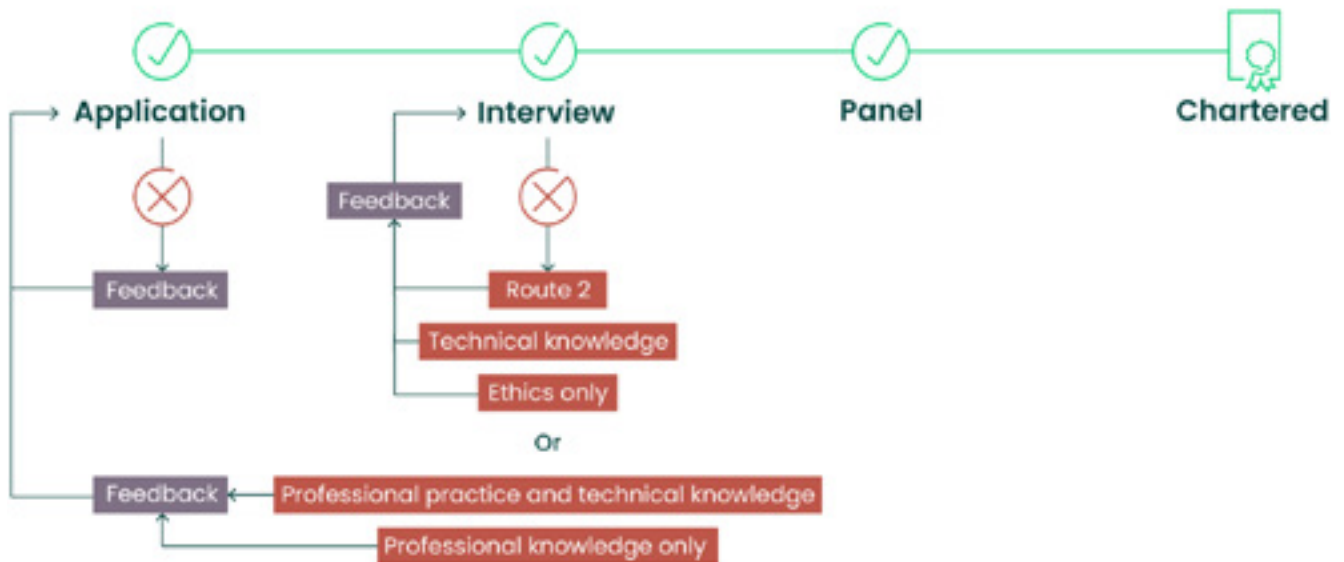 Application
Interview
Panel
Chartered
Feedback
Feedback
Route 2
Technical knowledge
Ethics only
Or
Feedback
Professional practice and technical knowledge
Professional knowledge only